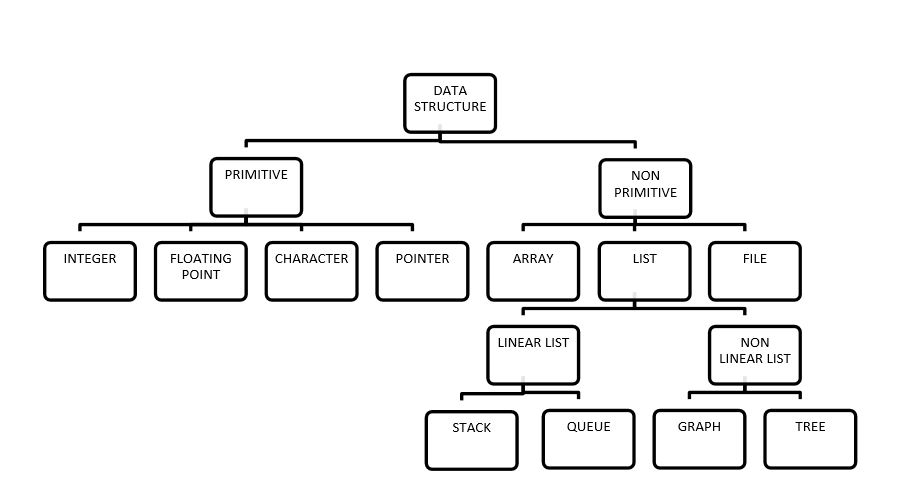 DATA
STRUCTURE
PRIMITIVE
NON
PRIMITIVE
INTEGER
FLOATING
POINT
CHARACTER
POINTER
ARRAY
LIST
FILE
LINEAR LIST
NON
LINEAR LIST
STACK
QUEUE
GRAPH
TREE